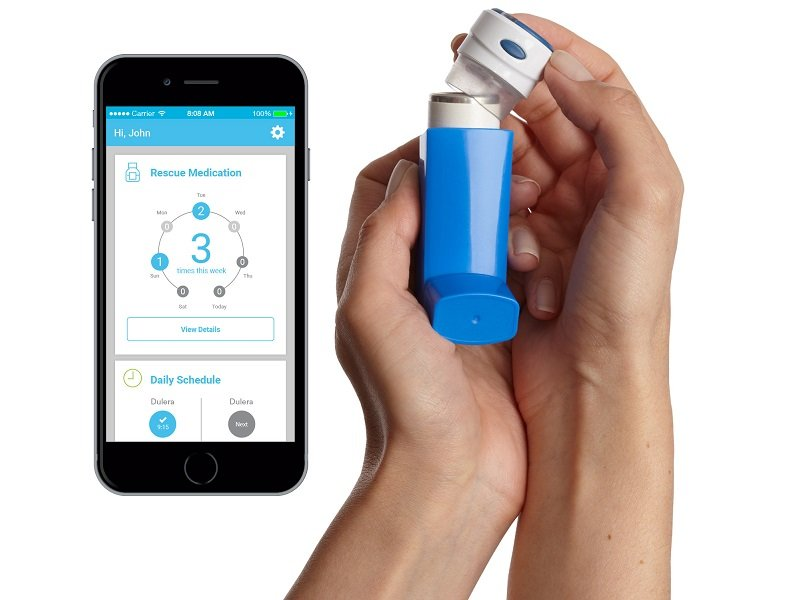 Carrier 8:08 AM 100%
Hi, John
Rescue Medication
Tue
2
Mon Wed
0 0
3
times this week
1 0
Sun Thu
0 0
Sat Today
View Details
Daily Schedule
Dulera Dulera
9:15 Next